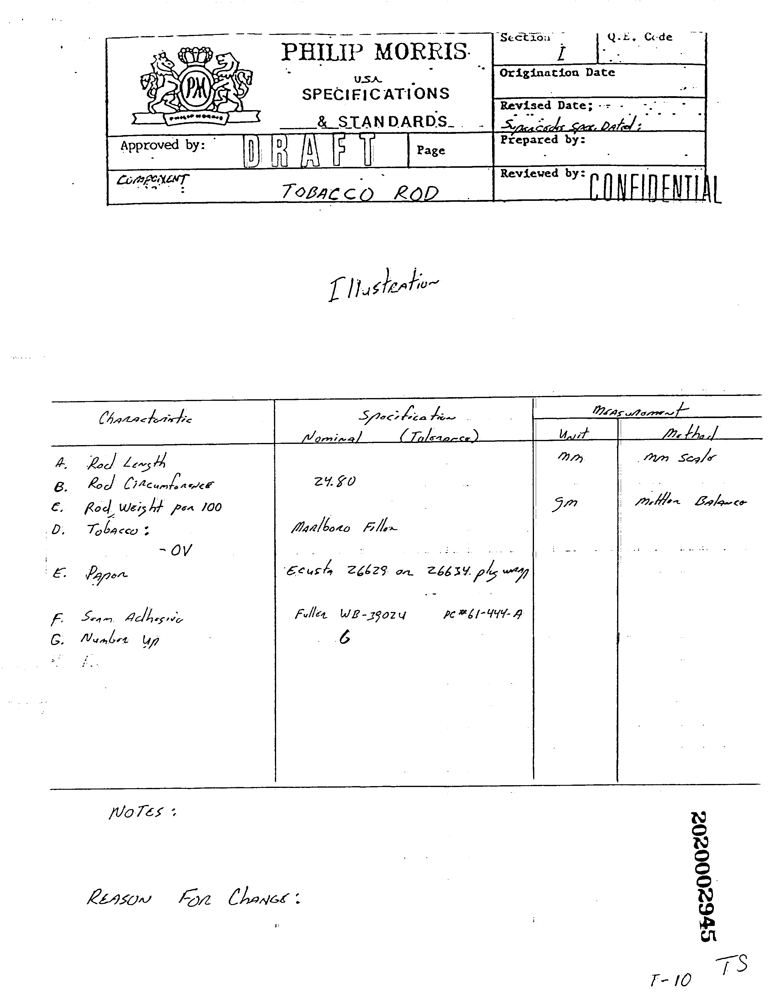 PHILIP MORRIS
U.S.A.
SPECIFICATIONS
& STANDARDS
PM
PHILIP MORRIS
Section I
Q.E. Code
Origination Date
Revised Date;
Supercedes Spec. Dated:
Approved by: DRAFT
Page
Prepared by:
Component
TOBACCO ROD
Reviewed by: CONFIDENTIAL
Illustration
Characteristic Specification Measurement
Nominal (Tolerance) Unit Method
A. Rod Length mm mm scale
B. Rod Circumference 24.80
C. Rod Weight per 100 gm Mettler Balance
D. Tobacco: Marlboro Filler
- OV
E. Paper Ecusta 26629 or 26634 plug wrap
F. Seam Adhesive Fuller WB-3902U PC#61-444-A
G. Number Up 6
NOTES:
REASON FOR CHANGE:
2020002945
T-10 TS